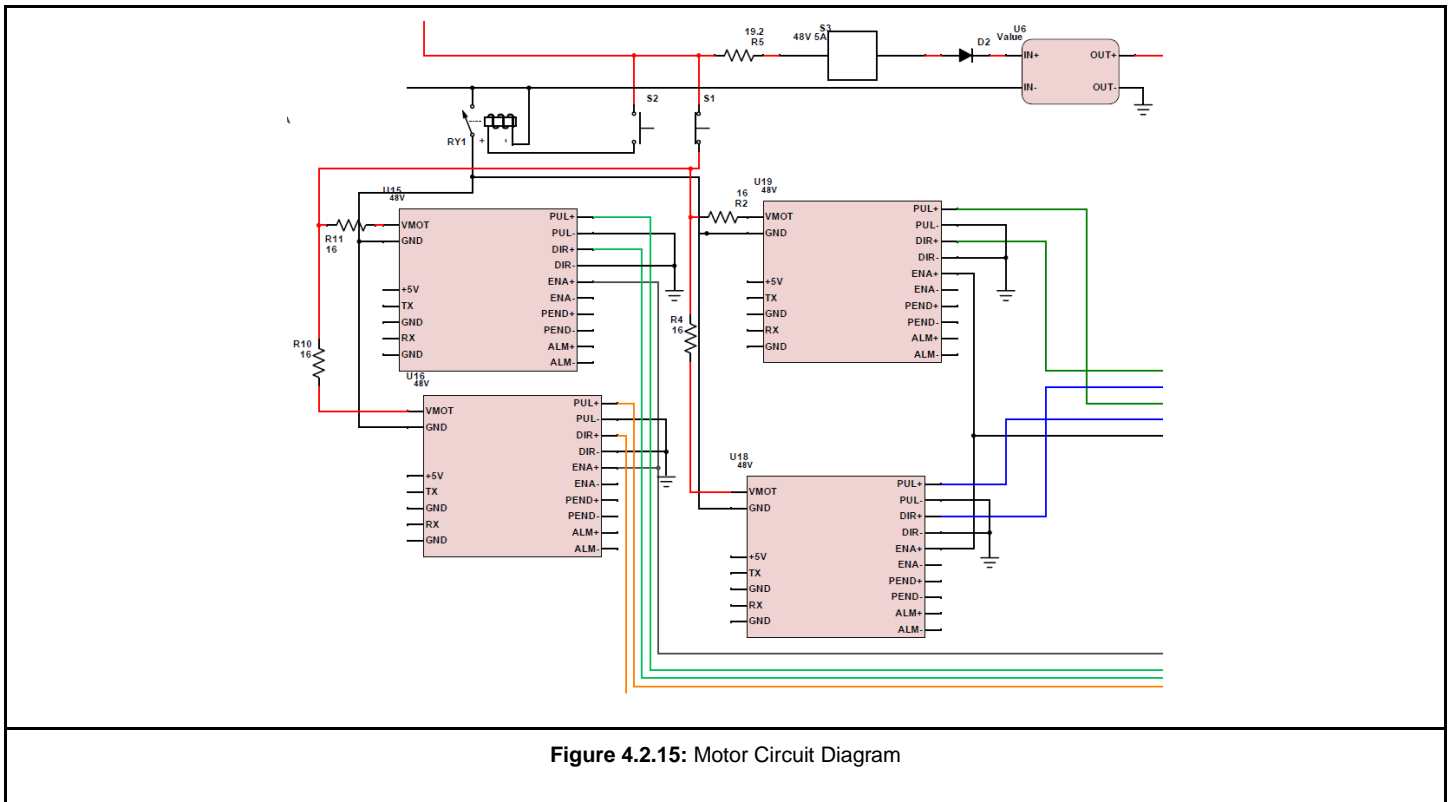 19.2
R5
S3
48V 5A
D2
U6
Value
IN+
OUT+
IN-
OUT-
S2
S1
RY1
+
-
U15
48V
R11
16
VMOT
GND
+5V
TX
GND
RX
GND
PUL+
PUL-
DIR+
DIR-
ENA+
ENA-
PEND+
PEND-
ALM+
ALM-
R10
16
U16
48V
VMOT
GND
+5V
TX
GND
RX
GND
PUL+
PUL-
DIR+
DIR-
ENA+
ENA-
PEND+
PEND-
ALM+
ALM-
U19
48V
16
R2
VMOT
GND
+5V
TX
GND
RX
GND
PUL+
PUL-
DIR+
DIR-
ENA+
ENA-
PEND+
PEND-
ALM+
ALM-
R4
16
U18
48V
VMOT
GND
+5V
TX
GND
RX
GND
PUL+
PUL-
DIR+
DIR-
ENA+
ENA-
PEND+
PEND-
ALM+
ALM-
Figure 4.2.15: Motor Circuit Diagram